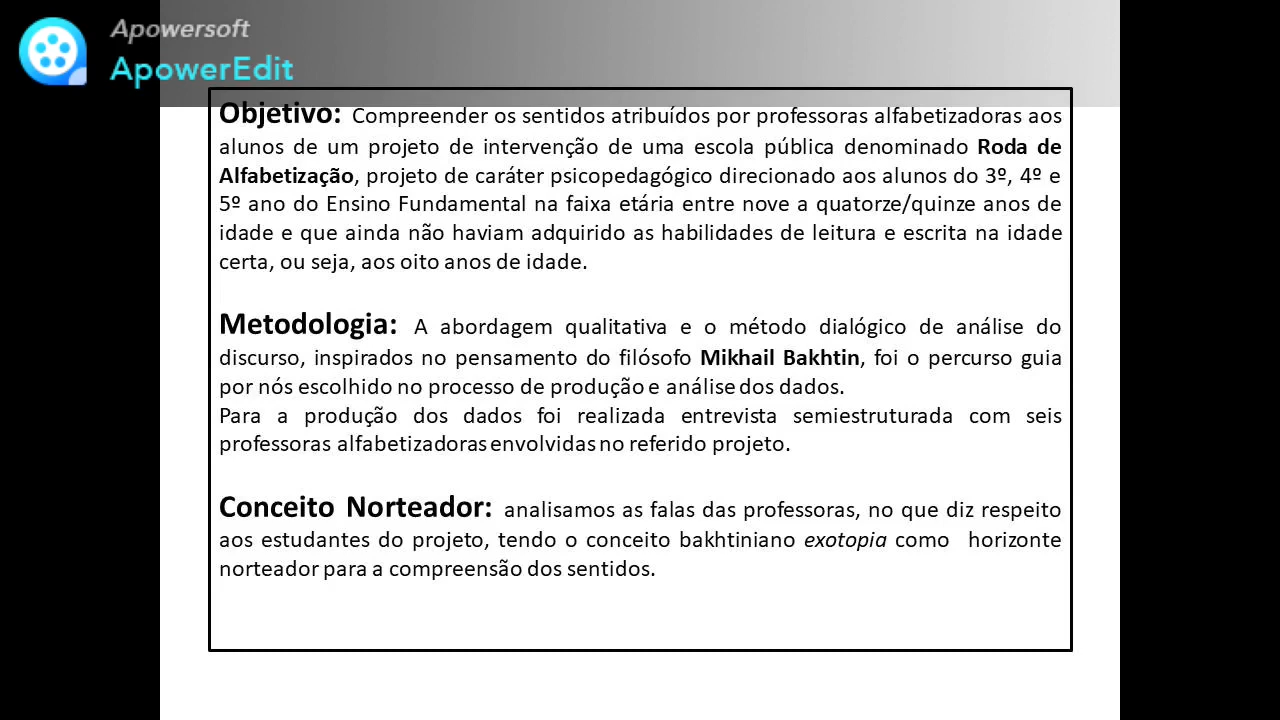 Apowersoft
ApowerEdit
Objetivo: Compreender os sentidos atribuídos por professoras alfabetizadoras aos
alunos de um projeto de intervenção de uma escola pública denominado Roda de
Alfabetização, projeto de caráter psicopedagógico direcionado aos alunos do 3º, 4º e
5º ano do Ensino Fundamental na faixa etária entre nove a quatorze/quinze anos de
idade e que ainda não haviam adquirido as habilidades de leitura e escrita na idade
certa, ou seja, aos oito anos de idade.
Metodologia: A abordagem qualitativa e o método dialógico de análise do
discurso, inspirados no pensamento do filósofo Mikhail Bakhtin, foi o percurso guia
por nós escolhido no processo de produção e análise dos dados.
Para a produção dos dados foi realizada entrevista semiestruturada com seis
professoras alfabetizadoras envolvidas no referido projeto.
Conceito Norteador: analisamos as falas das professoras, no que diz respeito
aos estudantes do projeto, tendo o conceito bakhtiniano exotopia como horizonte
norteador para a compreensão dos sentidos.